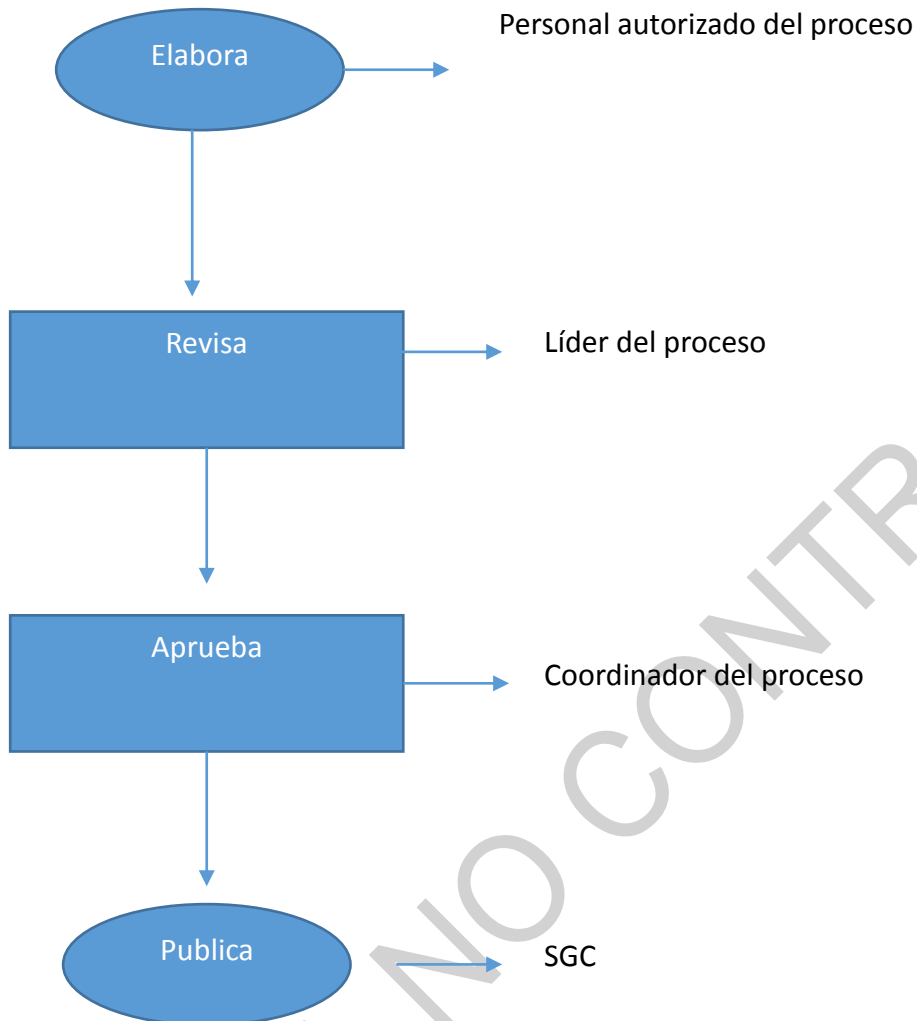 Elabora
Personal autorizado del proceso
Revisa
Líder del proceso
Aprueba
Coordinador del proceso
Publica
SGC
NO CONTR